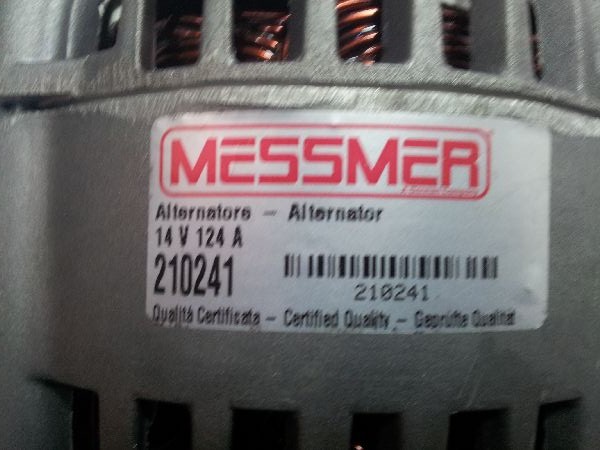 MESSMER
Alternatore - Alternator
14 V 124 A
210241
210241
Qualità Certificata - Certified Quality - Geprüfte Qualität